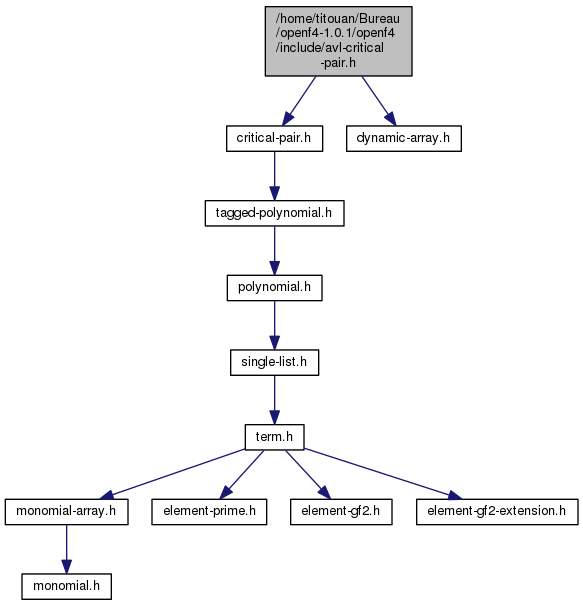 /home/titouan/Bureau
/openf4-1.0.1/openf4
/include/avl-critical
-pair.h
critical-pair.h
dynamic-array.h
tagged-polynomial.h
polynomial.h
single-list.h
term.h
monomial-array.h
element-prime.h
element-gf2.h
element-gf2-extension.h
monomial.h